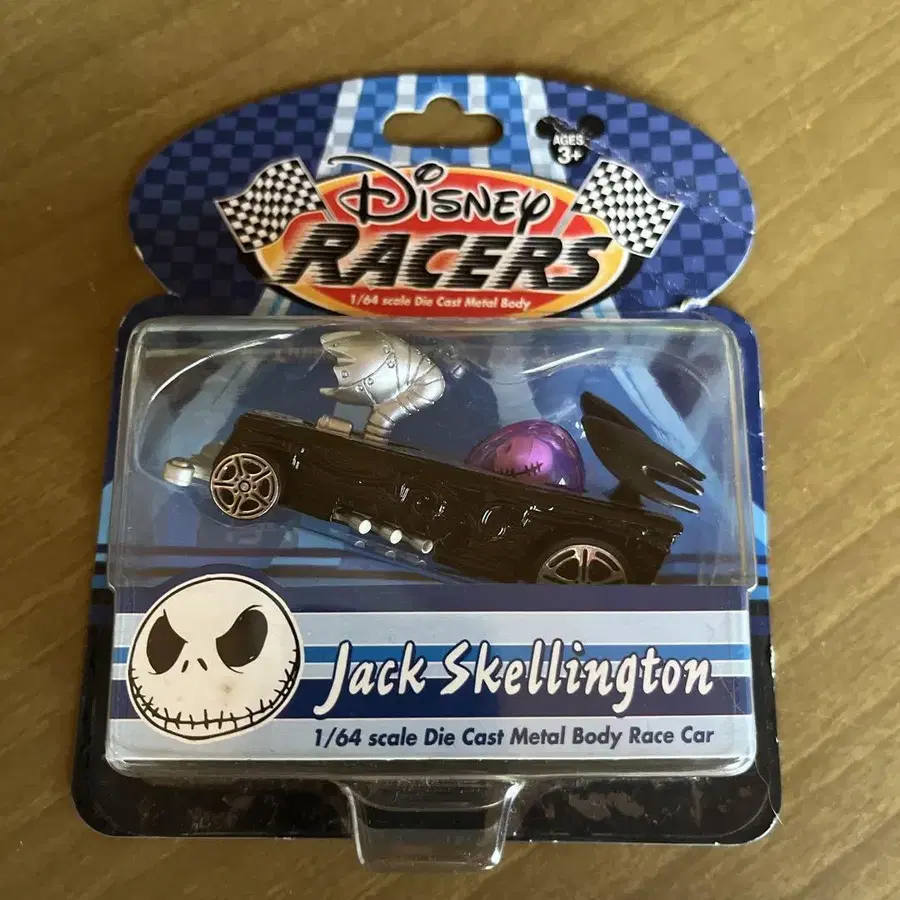 AGES
3+
Disney
RACERS
1/64 scale Die Cast Metal Body
Jack Skellington
1/64 scale Die Cast Metal Body Race Car